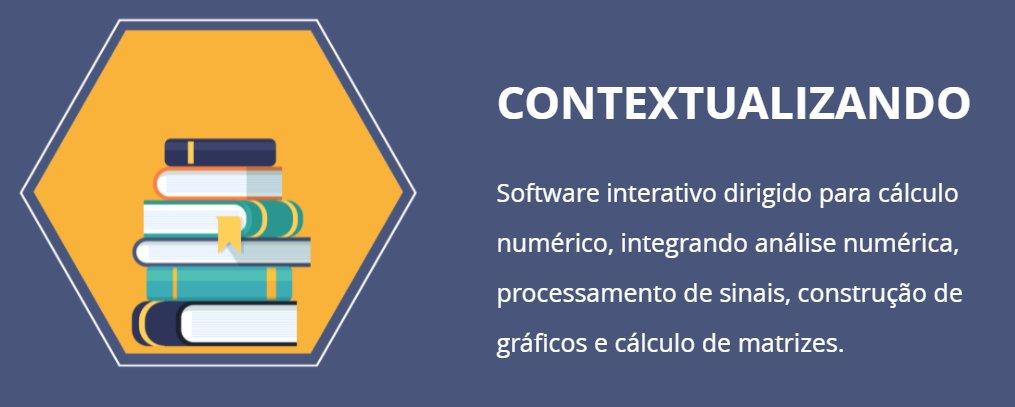 CONTEXTUALIZANDO
Software interativo dirigido para cálculo
numérico, integrando análise numérica,
processamento de sinais, construção de
gráficos e cálculo de matrizes.